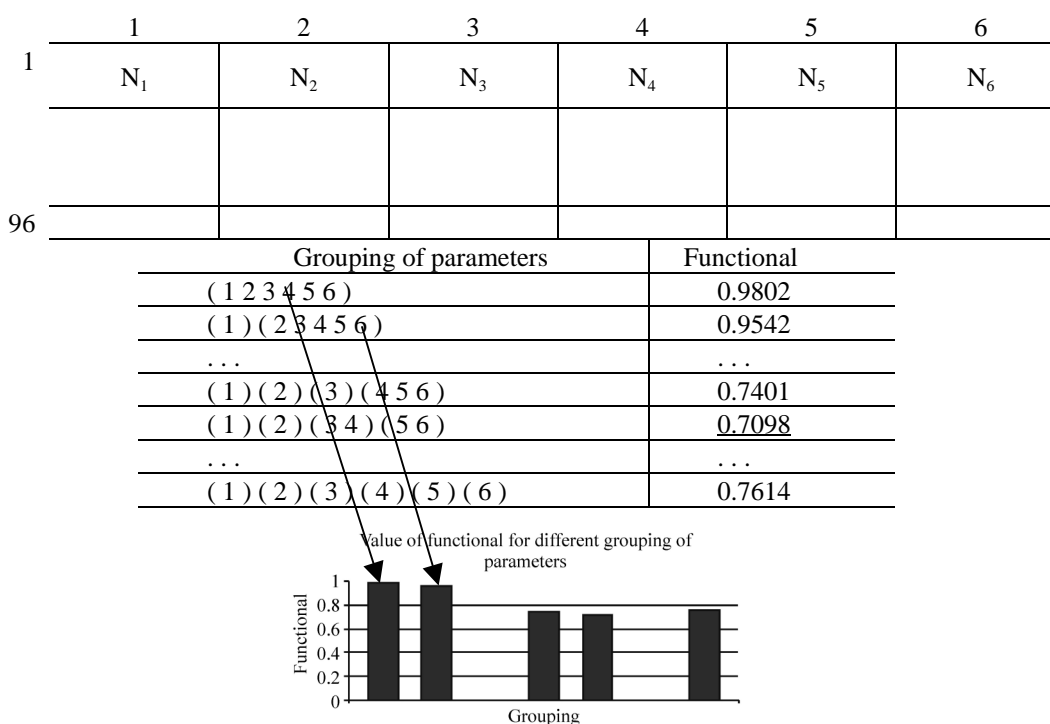 1 2 3 4 5 6
1
N₁ N₂ N₃ N₄ N₅ N₆
96
Grouping of parameters Functional
( 1 2 3 4 5 6 ) 0.9802
( 1 ) ( 2 3 4 5 6 ) 0.9542
. . . . . .
( 1 ) ( 2 ) ( 3 ) ( 4 5 6 ) 0.7401
( 1 ) ( 2 ) ( 3 4 ) ( 5 6 ) 0.7098
. . . . . .
( 1 ) ( 2 ) ( 3 ) ( 4 ) ( 5 ) ( 6 ) 0.7614
Value of functional for different grouping of
parameters
Functional
1
0.8
0.6
0.4
0.2
0
Grouping